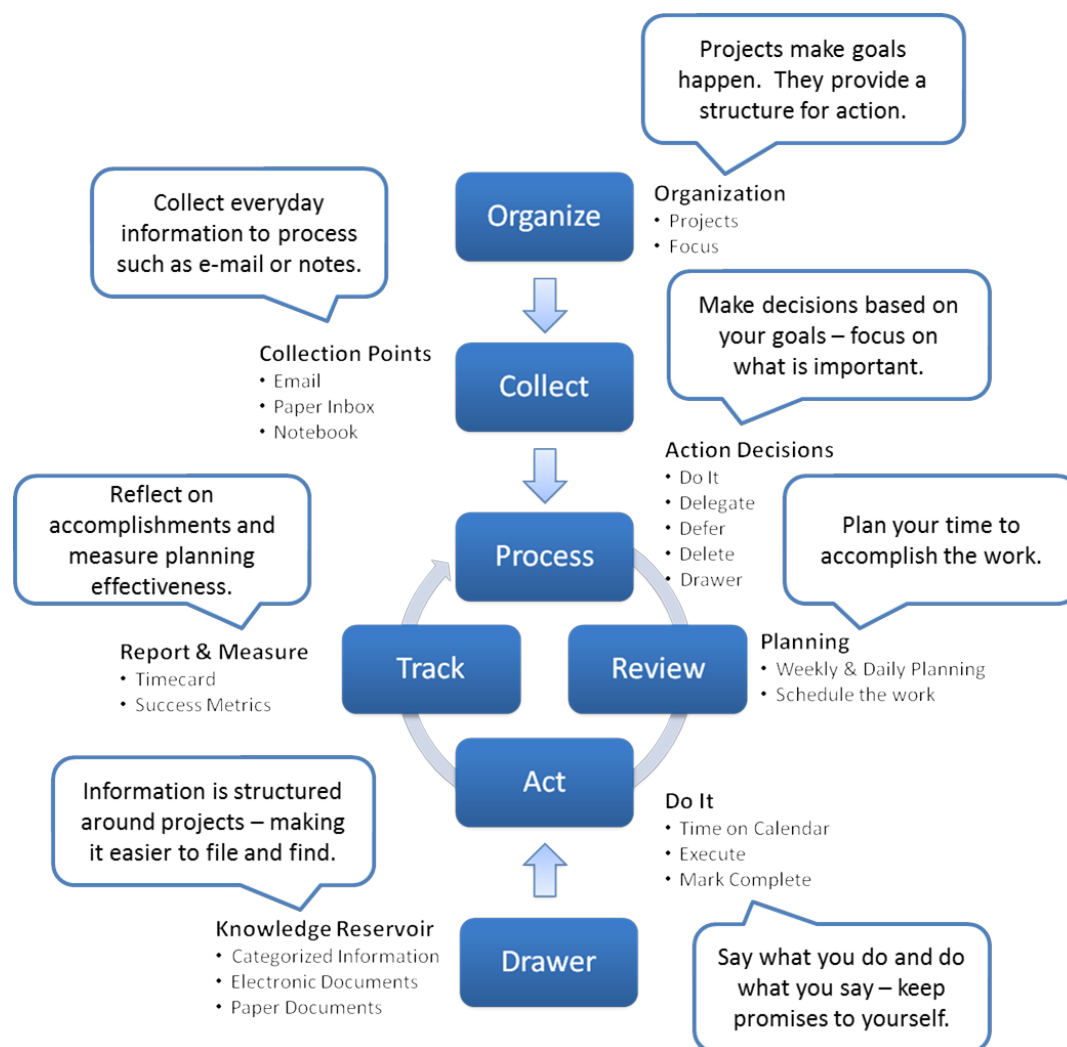 Projects make goals
happen.  They provide a
structure for action.
Organize
Organization
• Projects
• Focus
Collect everyday
information to process
such as e-mail or notes.
Make decisions based on
your goals – focus on
what is important.
Collection Points
• Email
• Paper Inbox
• Notebook
Collect
Action Decisions
• Do It
• Delegate
• Defer
• Delete
• Drawer
Reflect on
accomplishments and
measure planning
effectiveness.
Process
Plan your time to
accomplish the work.
Report & Measure
• Timecard
• Success Metrics
Track
Review
Planning
• Weekly & Daily Planning
• Schedule the work
Act
Information is structured
around projects – making
it easier to file and find.
Do It
• Time on Calendar
• Execute
• Mark Complete
Knowledge Reservoir
• Categorized Information
• Electronic Documents
• Paper Documents
Drawer
Say what you do and do
what you say – keep
promises to yourself.